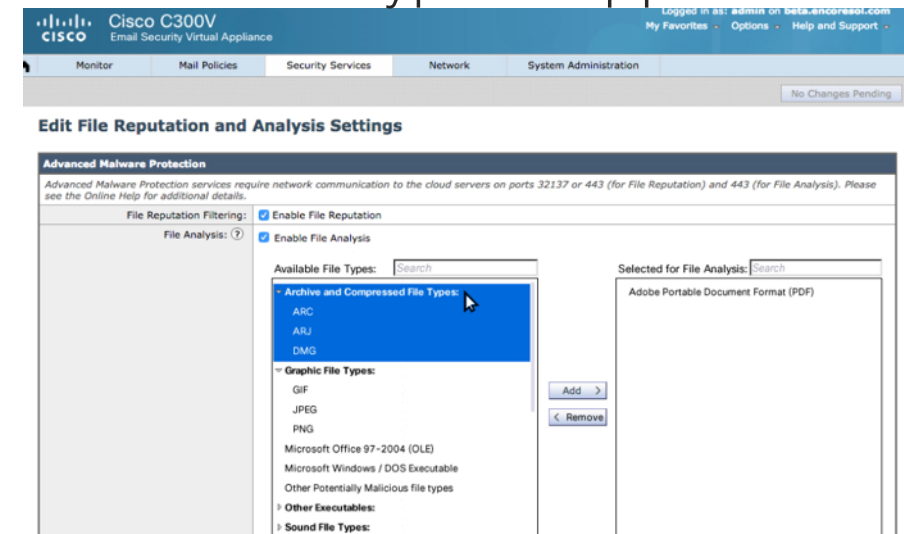 Logged in as: admin on beta.encoresol.com
CISCO Cisco C300V
Email Security Virtual Appliance
My Favorites Options Help and Support
Monitor Mail Policies Security Services Network System Administration
No Changes Pending
Edit File Reputation and Analysis Settings
Advanced Malware Protection
Advanced Malware Protection services require network communication to the cloud servers on ports 32137 or 443 (for File Reputation) and 443 (for File Analysis). Please
see the Online Help for additional details.
File Reputation Filtering: Enable File Reputation
File Analysis: ? Enable File Analysis
Available File Types: Search Selected for File Analysis: Search
Archive and Compressed File Types: Adobe Portable Document Format (PDF)
ARC
ARJ
DMG
Graphic File Types:
GIF Add >
JPEG
< Remove
PNG
Microsoft Office 97-2004 (OLE)
Microsoft Windows / DOS Executable
Other Potentially Malicious file types
Other Executables:
Sound File Types: